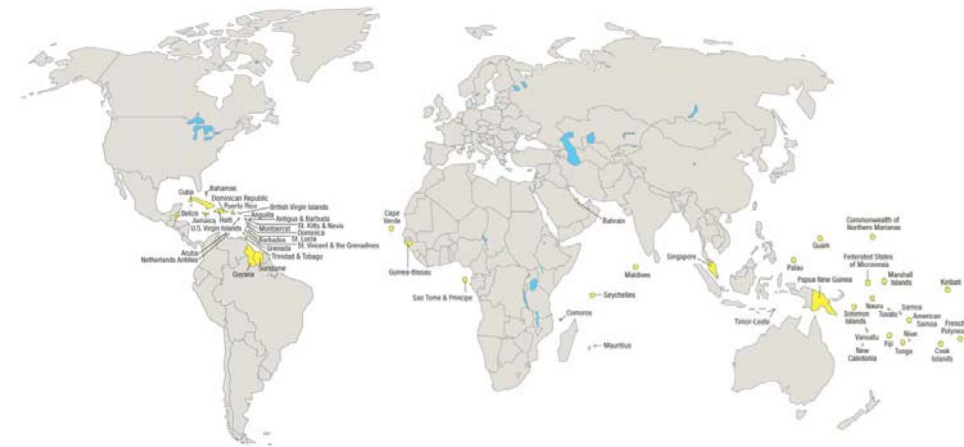 Bahamas
Cuba
Dominican Republic
Puerto Rico
British Virgin Islands
Belize
Anguilla
Jamaica
Haiti
Antigua & Barbuda
St. Kitts & Nevis
U.S. Virgin Islands
Montserrat
Dominica
Barbados
St. Lucia
St. Vincent & the Grenadines
Aruba
Grenada
Netherlands Antilles
Trinidad & Tobago
Guyana
Suriname
Cape
Verde
Guinea-Bissau
Sao Tome & Principe
Bahrain
Maldives
Seychelles
Comoros
Mauritius
Singapore
Timor-Leste
Papua New Guinea
Palau
Guam
Commonwealth of
Northern Marianas
Federated States
of Micronesia
Marshall
Islands
Kiribati
Nauru
Solomon
Islands
Tuvalu
Samoa
American
Samoa
Vanuatu
New
Caledonia
Fiji
Tonga
Niue
Cook
Islands
French
Polynes